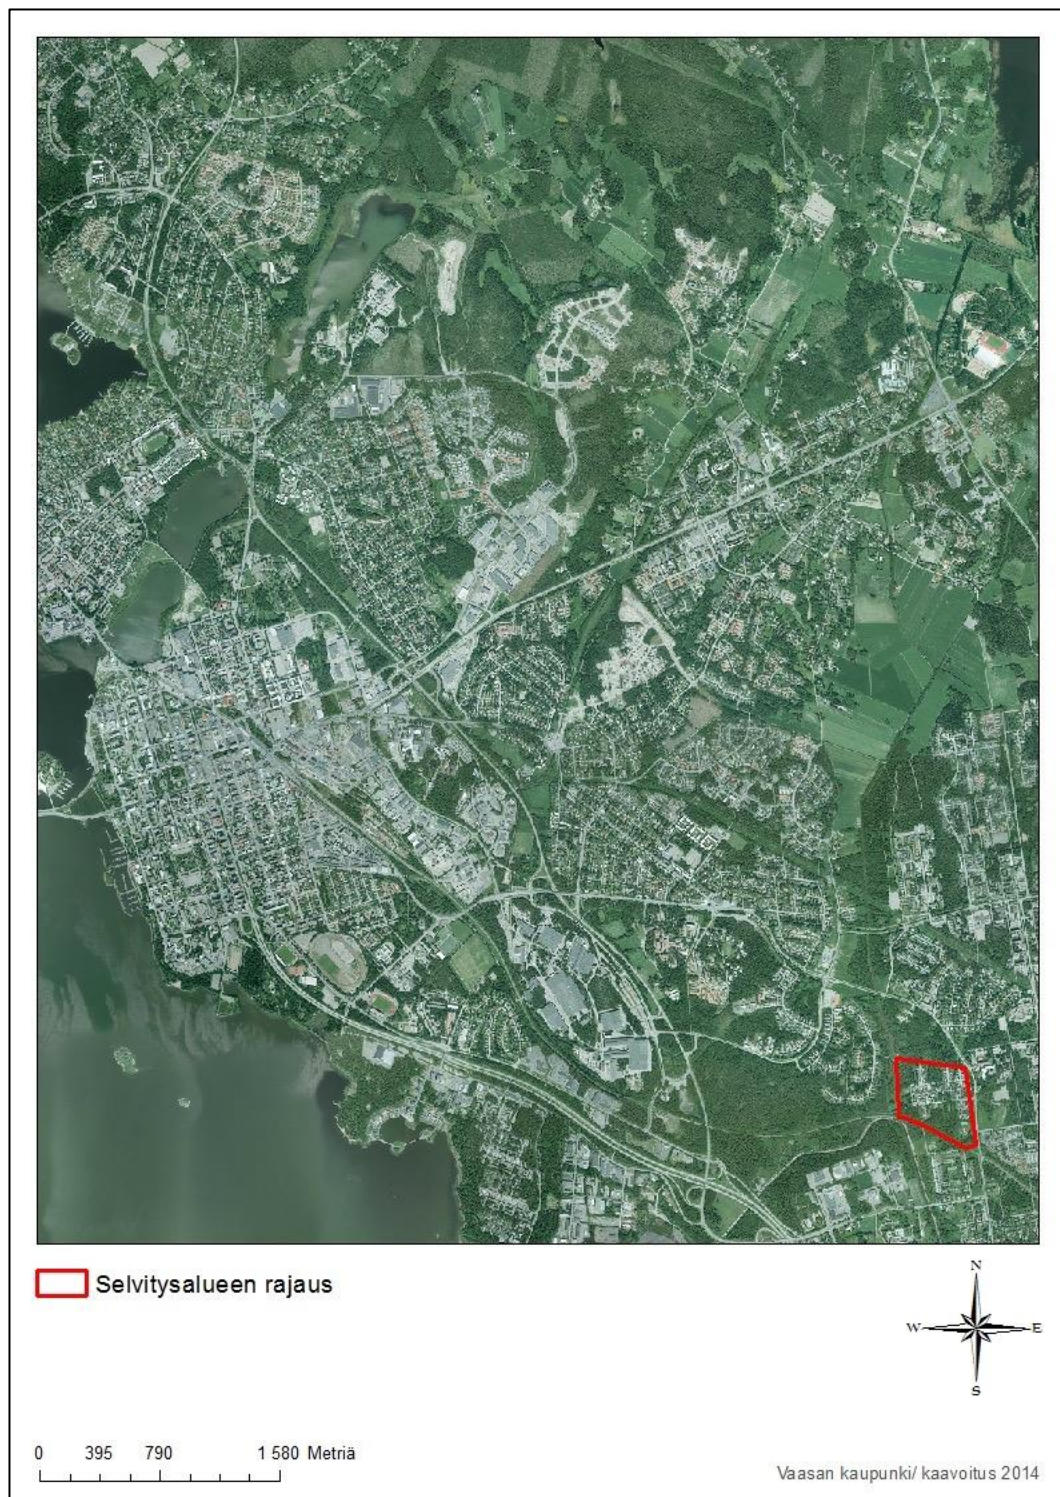 Selvitysalueen rajaus
N
W E
S
0 395 790 1 580 Metriä
Vaasan kaupunki/ kaavoitus 2014